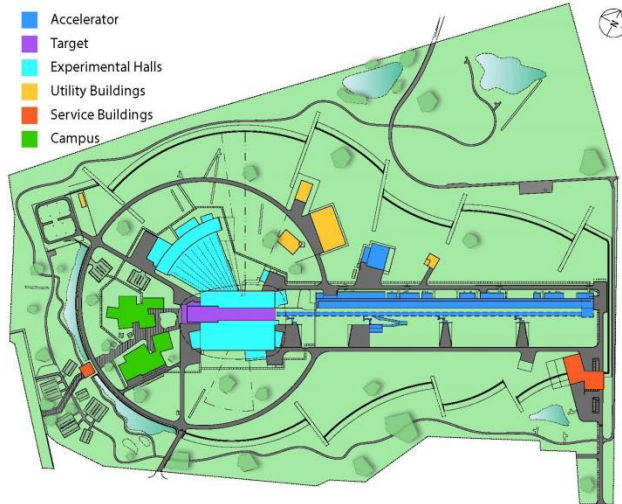 Accelerator
Target
Experimental Halls
Utility Buildings
Service Buildings
Campus
N